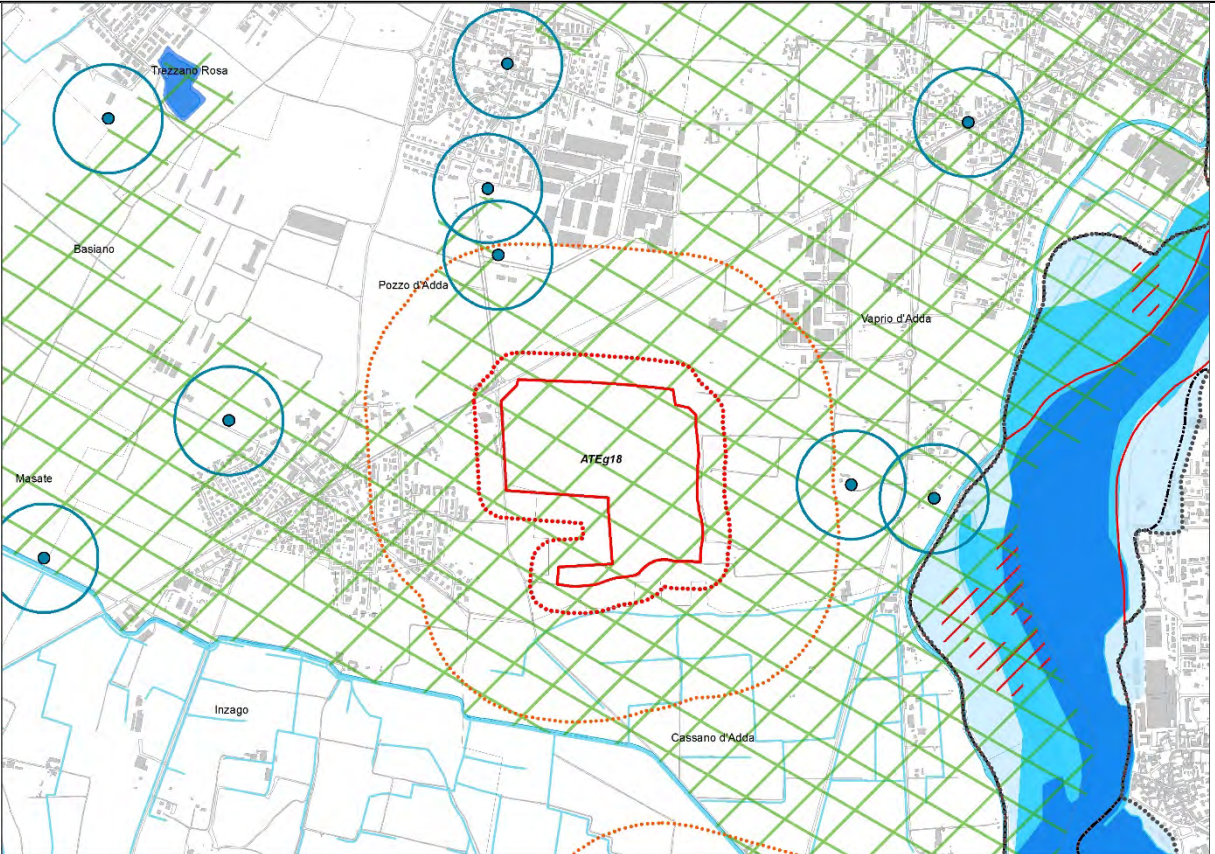 Trezzano Rosa
Basiano
Pozzo d'Adda
Vaprio d'Adda
ATEg18
Masate
Inzago
Cassano d'Adda